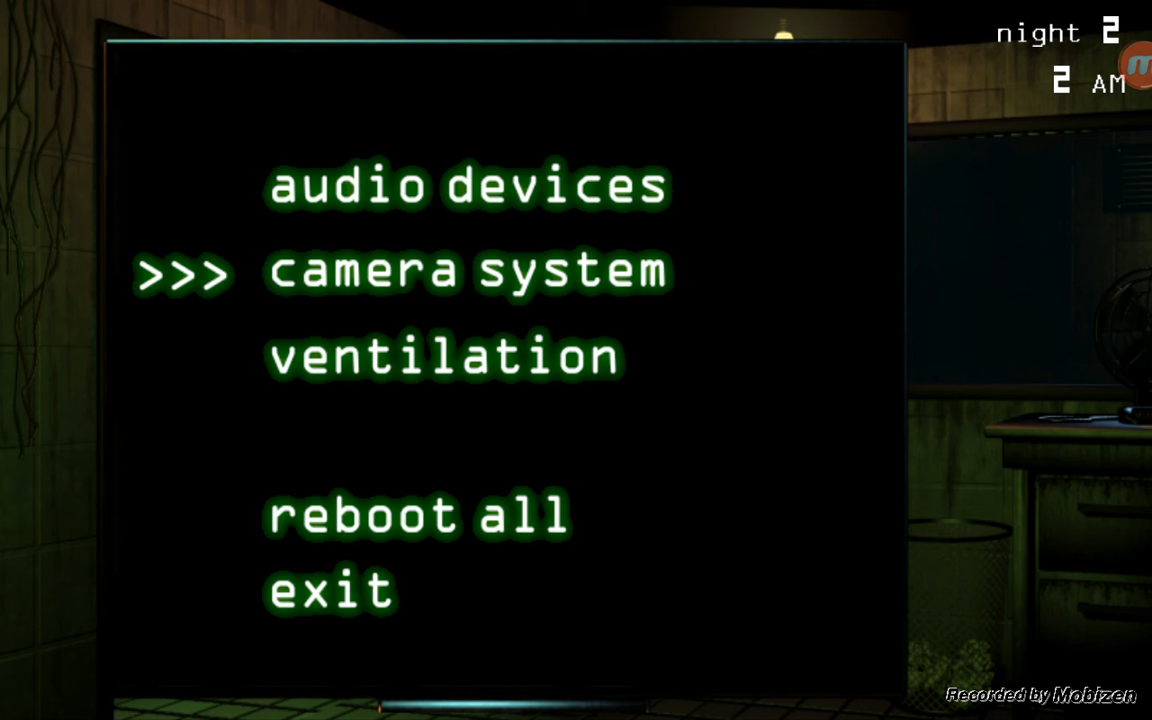 night 2
2 AM
audio devices
>>> camera system
ventilation
reboot all
exit
Recorded by Mobizen